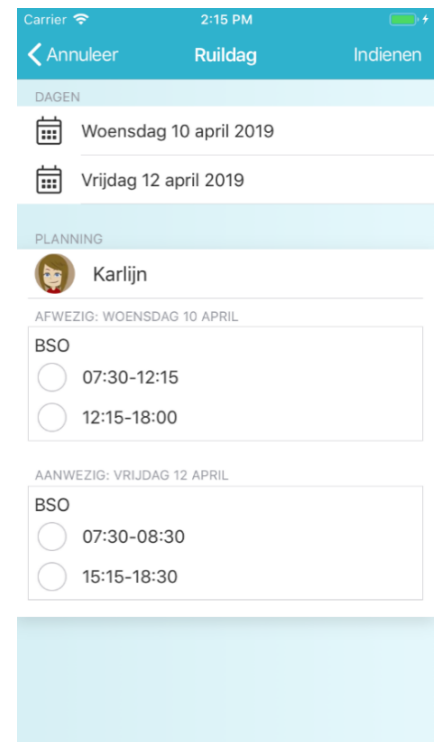 Carrier 2:15 PM
Annuleer Ruildag Indienen
DAGEN
Woensdag 10 april 2019
Vrijdag 12 april 2019
PLANNING
Karlijn
AFWEZIG: WOENSDAG 10 APRIL
BSO
07:30-12:15
12:15-18:00
AANWEZIG: VRIJDAG 12 APRIL
BSO
07:30-08:30
15:15-18:30